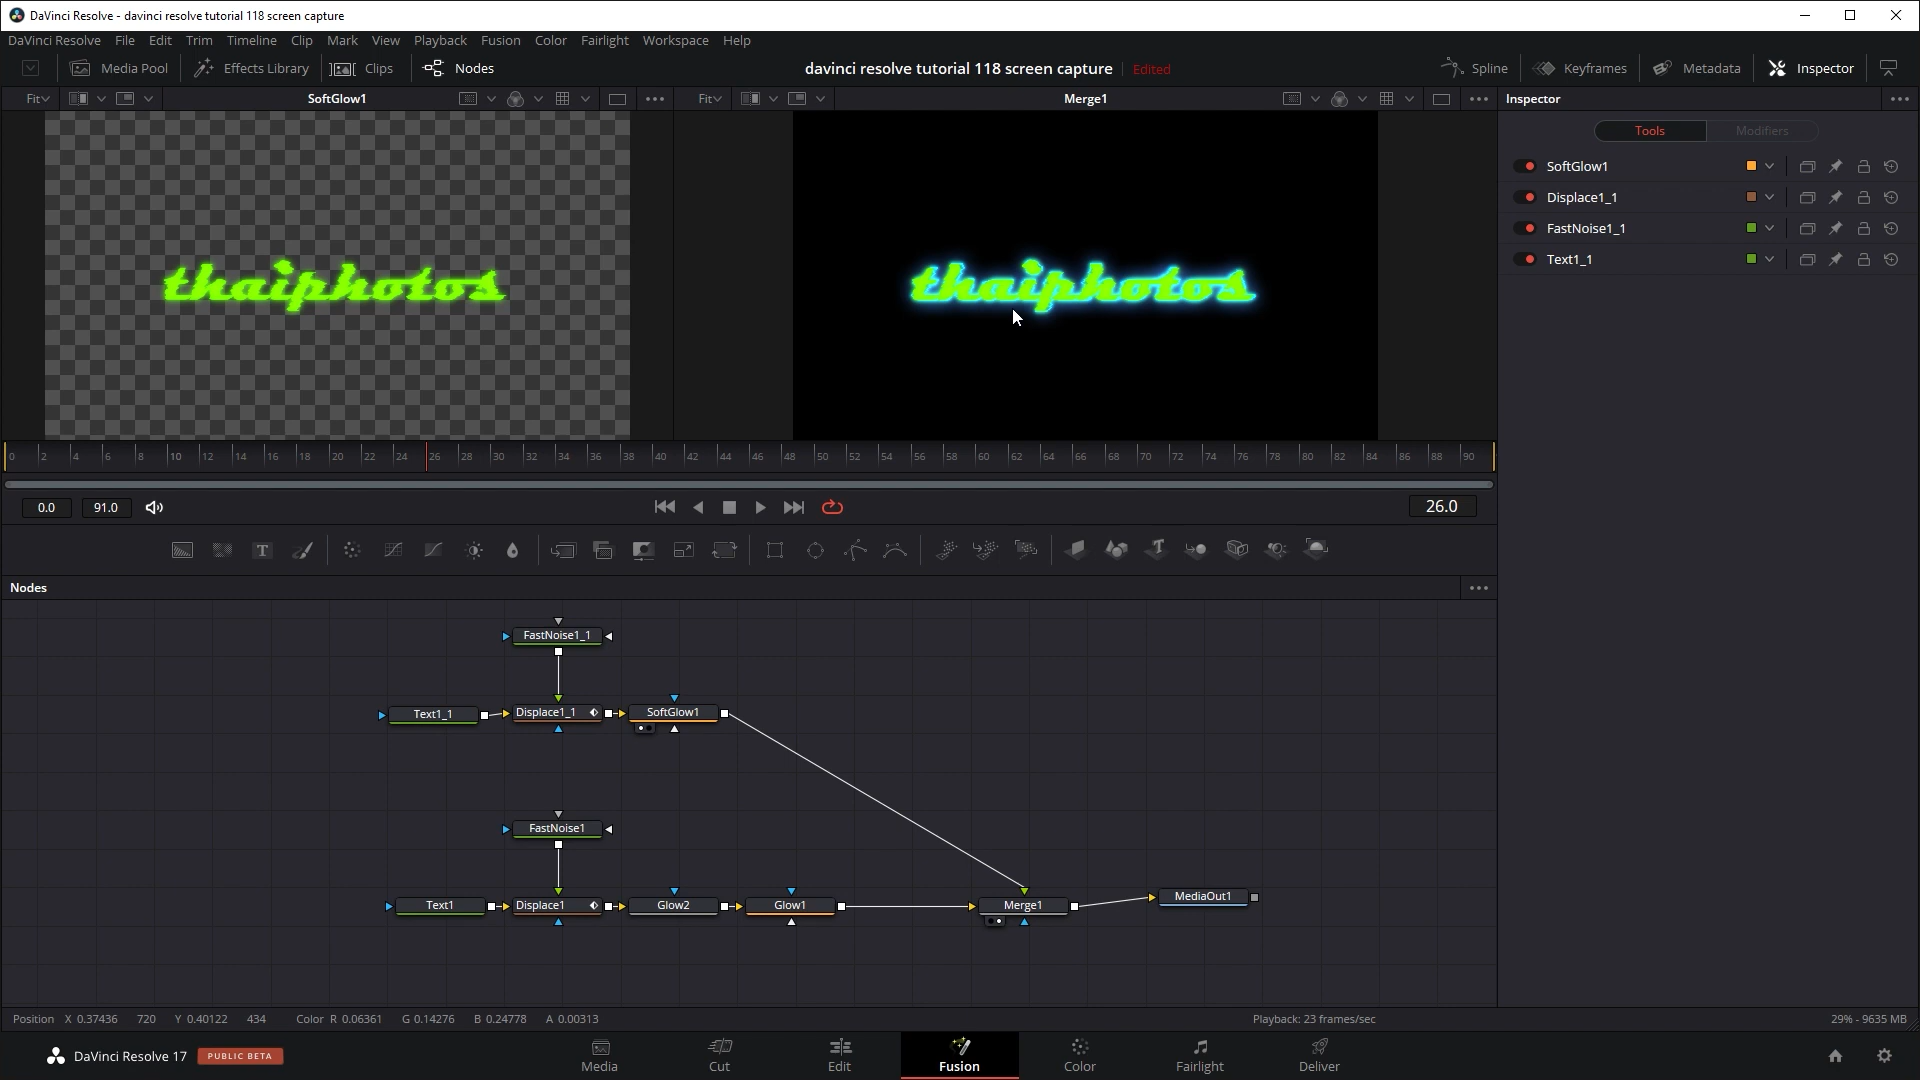 DaVinci Resolve - davinci resolve tutorial 118 screen capture
DaVinci Resolve File Edit Trim Timeline Clip Mark View Playback Fusion Color Fairlight Workspace Help
Media Pool Effects Library Clips Nodes davinci resolve tutorial 118 screen capture Edited Spline Keyframes Metadata Inspector
Fit SoftGlow1 Fit Merge1 Inspector
Tools Modifiers
SoftGlow1
Displace1_1
FastNoise1_1
Text1_1
thaiphotos thaiphotos
0 2 4 6 8 10 12 14 16 18 20 22 24 26 28 30 32 34 36 38 40 42 44 46 48 50 52 54 56 58 60 62 64 66 68 70 72 74 76 78 80 82 84 86 88 90
0.0 91.0 26.0
T T
Nodes
FastNoise1_1
Text1_1 Displace1_1 SoftGlow1
FastNoise1
Text1 Displace1 Glow2 Glow1 Merge1 MediaOut1
Position X 0.37436 720 Y 0.40122 434 Color R 0.06361 G 0.14276 B 0.24778 A 0.00313 Playback: 23 frames/sec 29% - 9635 MB
DaVinci Resolve 17 PUBLIC BETA Media Cut Edit Fusion Color Fairlight Deliver